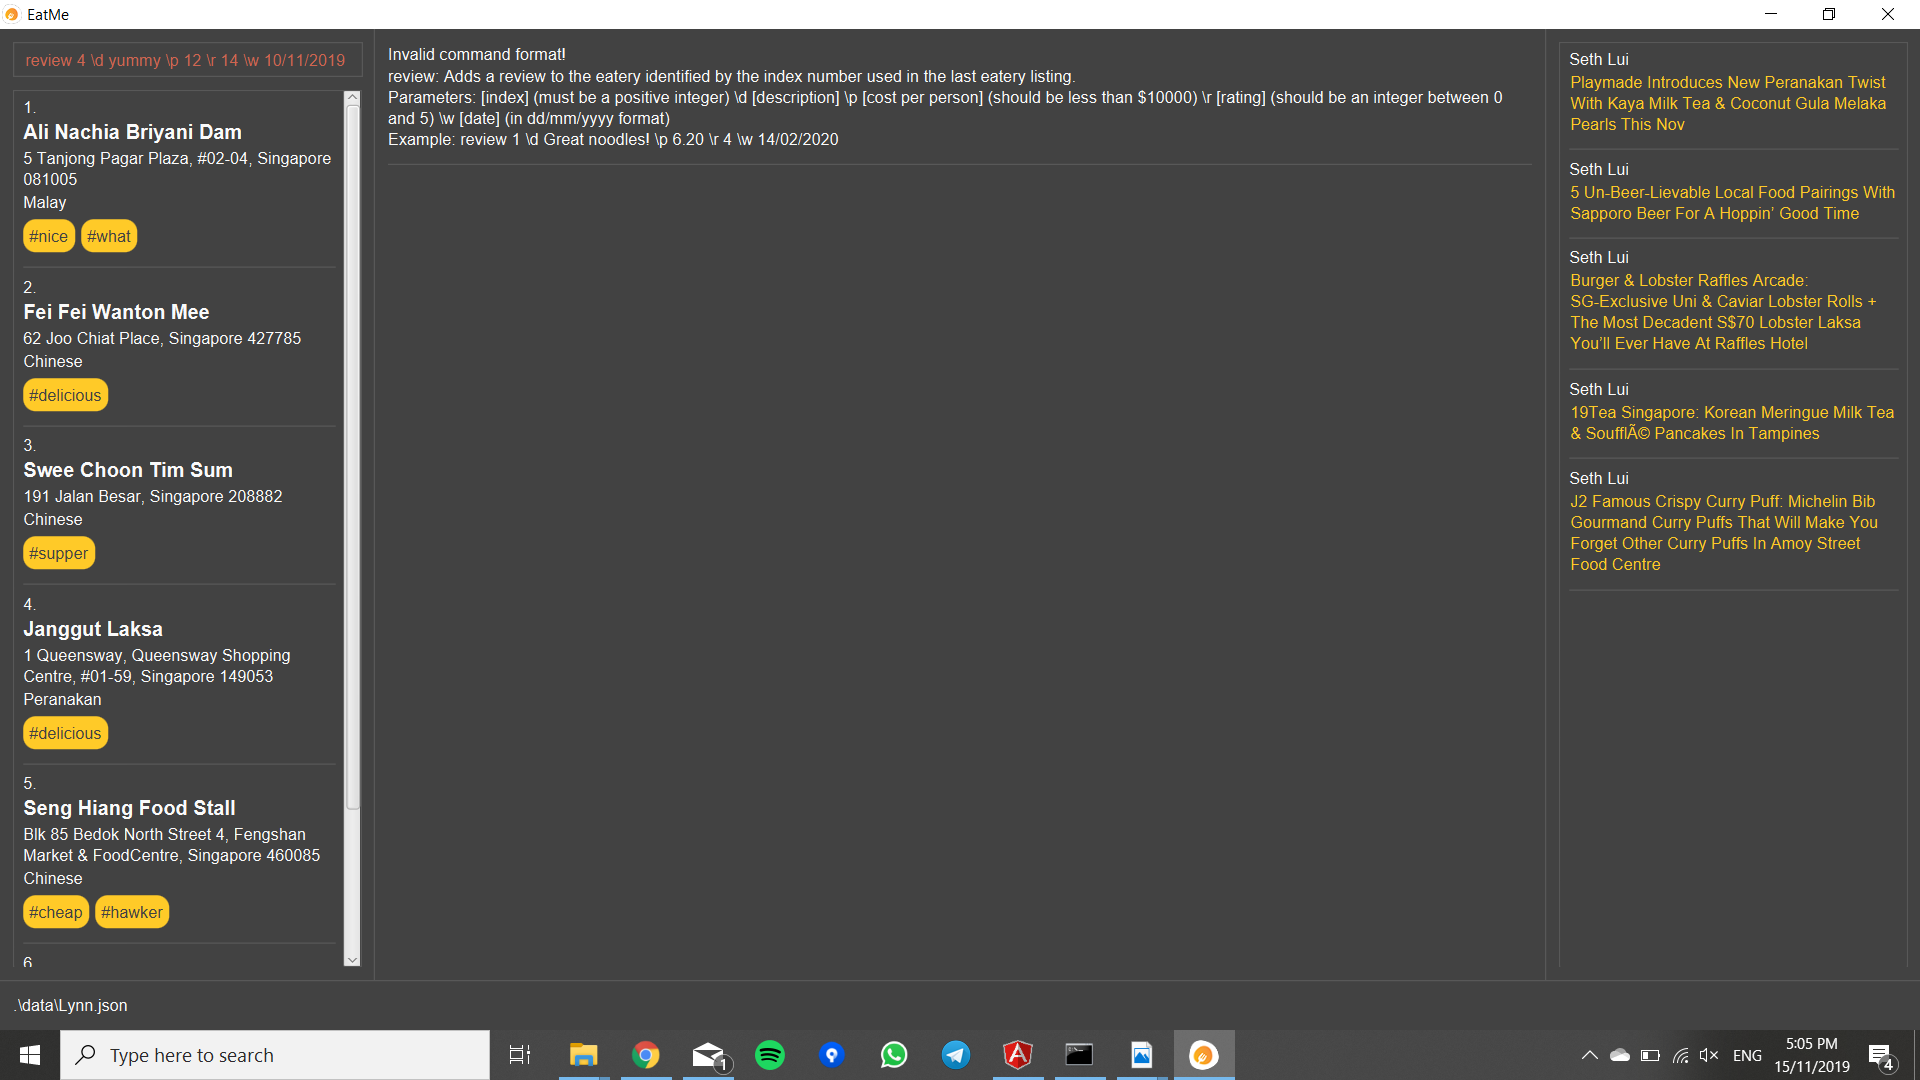 EatMe
review 4 \d yummy \p 12 \r 14 \w 10/11/2019
1.
Ali Nachia Briyani Dam
5 Tanjong Pagar Plaza, #02-04, Singapore
081005
Malay
#nice #what
2.
Fei Fei Wanton Mee
62 Joo Chiat Place, Singapore 427785
Chinese
#delicious
3.
Swee Choon Tim Sum
191 Jalan Besar, Singapore 208882
Chinese
#supper
4.
Janggut Laksa
1 Queensway, Queensway Shopping
Centre, #01-59, Singapore 149053
Peranakan
#delicious
5.
Seng Hiang Food Stall
Blk 85 Bedok North Street 4, Fengshan
Market & FoodCentre, Singapore 460085
Chinese
#cheap #hawker
6
Invalid command format!
review: Adds a review to the eatery identified by the index number used in the last eatery listing.
Parameters: [index] (must be a positive integer) \d [description] \p [cost per person] (should be less than $10000) \r [rating] (should be an integer between 0
and 5) \w [date] (in dd/mm/yyyy format)
Example: review 1 \d Great noodles! \p 6.20 \r 4 \w 14/02/2020
Seth Lui
Playmade Introduces New Peranakan Twist
With Kaya Milk Tea & Coconut Gula Melaka
Pearls This Nov
Seth Lui
5 Un-Beer-Lievable Local Food Pairings With
Sapporo Beer For A Hoppin’ Good Time
Seth Lui
Burger & Lobster Raffles Arcade:
SG-Exclusive Uni & Caviar Lobster Rolls +
The Most Decadent S$70 Lobster Laksa
You’ll Ever Have At Raffles Hotel
Seth Lui
19Tea Singapore: Korean Meringue Milk Tea
& SoufflÃ© Pancakes In Tampines
Seth Lui
J2 Famous Crispy Curry Puff: Michelin Bib
Gourmand Curry Puffs That Will Make You
Forget Other Curry Puffs In Amoy Street
Food Centre
.\data\Lynn.json
Type here to search
1
ENG
5:05 PM
15/11/2019
4